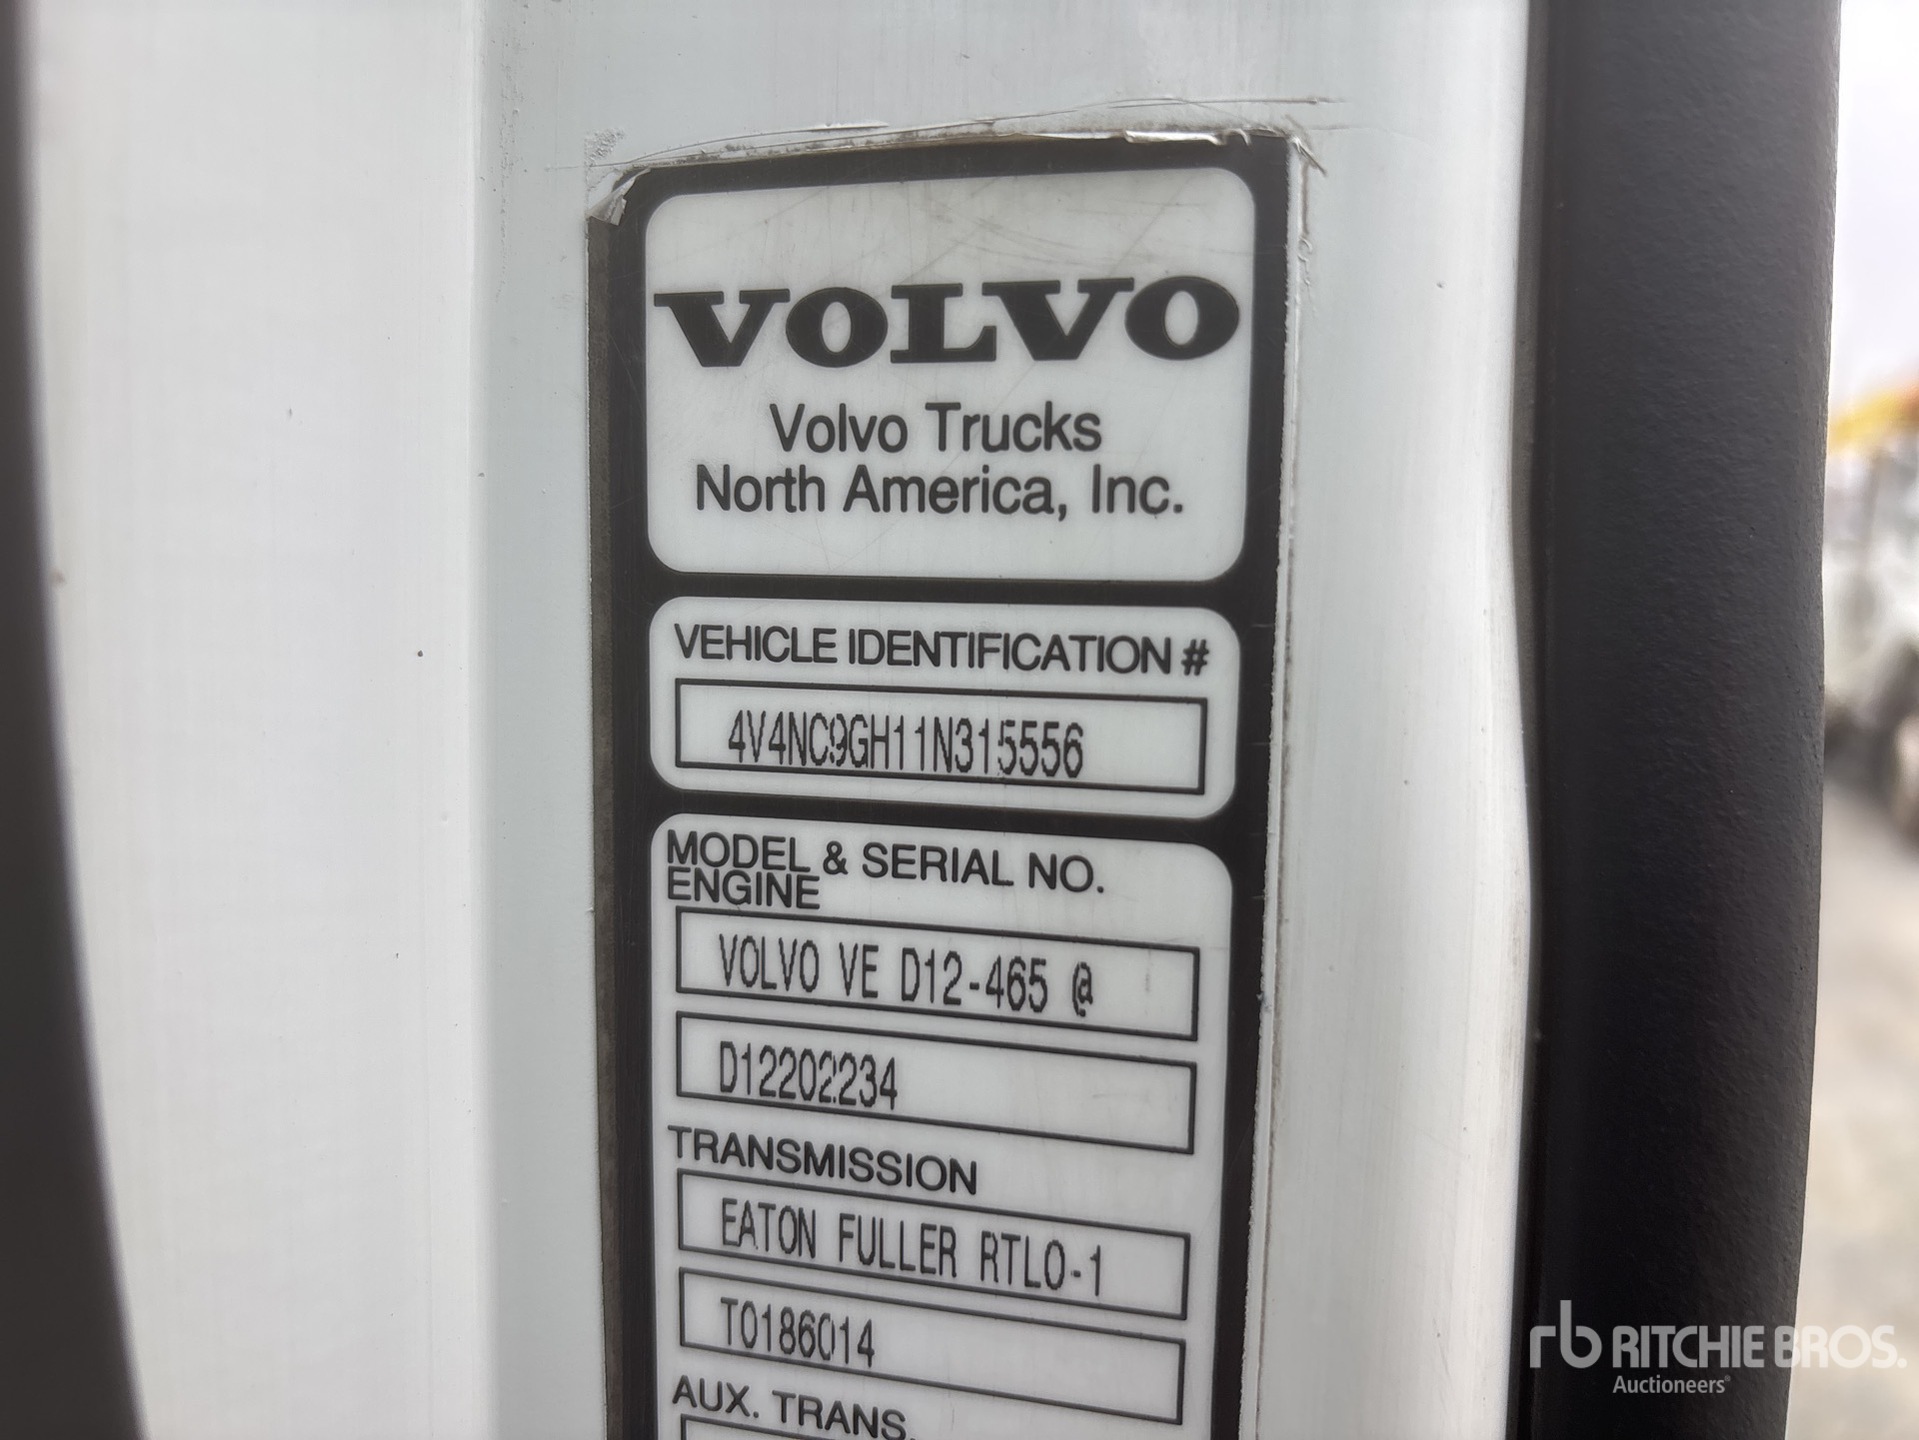 VOLVO
Volvo Trucks
North America, Inc.
VEHICLE IDENTIFICATION #
4V4NC9GH11N315556
MODEL & SERIAL NO.
ENGINE
VOLVO VE D12-465 @
D12202234
TRANSMISSION
EATON FULLER RTLO-1
T0186014
AUX. TRANS.
rb RITCHIE BROS.
Auctioneers